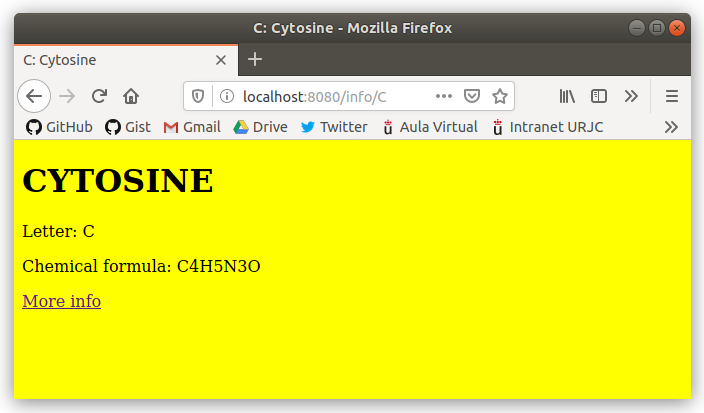 C: Cytosine - Mozilla Firefox
C: Cytosine
localhost:8080/info/C
GitHub Gist Gmail Drive Twitter Aula Virtual Intranet URJC
CYTOSINE
Letter: C
Chemical formula: C4H5N3O
More info